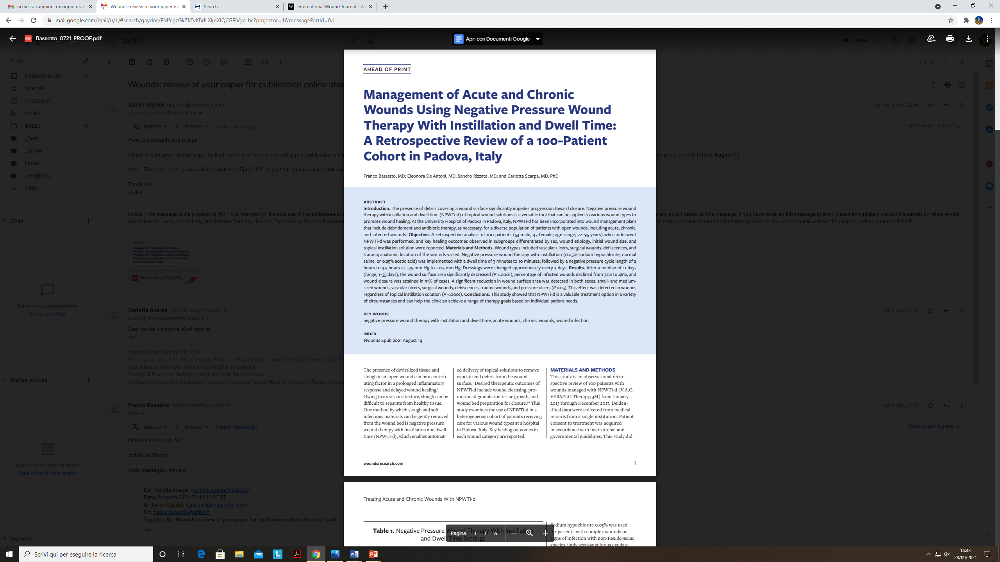 richiesta campioni omaggio gran
Wounds: review of your paper fo
Search
International Wound Journal - W
mail.google.com/mail/u/1/#search/gaydos/FMfcgzGkZkTvKBdLXknXlQCGFlVgcLbc?projector=1&messagePartId=0.1
PDF Bassetto_0721_PROOF.pdf
gaydos
Apri con Documenti Google
Online
Posta
Posta in arrivo 76
Speciali
Posticipati
Inviati
Bozze 46
_Sent
_SPAM
Notes
Templates
Altro
Chat
Nessuna conversazione
Avvia una chat
Stanze virtuali
Non ci sono ancora spazi
Crea o trova uno spazio
Riunioni
1 di 13
Wounds: review of your paper for publication online ahe
Jaclyn Gaydos <jgaydos@hmpglobal.com>
lun 9 ago, 22:06
a franco.bassetto@unipd.it, me
inglese > italiano Traduci messaggio
Disattiva per: inglese x
Hello Drs Bassetto and Scarpa,
Attached is the proof of your paper for final review prior to online ahead of print publication and i
ur paper as is by Friday, August 13.
Note—The footer of the paper will be updated to "Epub 2021 August 14" prior to online publicatio
Thank you,
Jackie
Notice: This message is the property of HMP. It is intended for the sole use of the addressee(s) a
any action based on this message. If you have received this message in error, please immediately contact the sender by return e-mail
and delete this message and any attachments from any devices. By receiving this email commu
is communication to unauthorized third persons or the general public without the express, written consent of HMP.
Management of Acute and Chronic
Wounds Using Negative Pressure Wound
Therapy With Instillation and Dwell Time:
A Retrospective Review of a 100-Patient
Cohort in Padova, Italy
PDF Bassetto_0721_PR...
Carlotta Scarpa <carlotta.scarpa@unipd.it>
lun 9 ago, 22:44
a Jaclyn, franco.bassetto@unipd.it
Dear Jackie, I approve. Kind regards
•••
--
Drssa Scarpa Carlotta MD, PhD
Ricercatrice presso la UOC Chirurgia Plastica e Ricostruttiva-Azienda Ospedale Università di Pa
Specialista in Chirurgia Plastica Ricostruttiva ed Estetica
Dottore di Ricerca in Biologia e Medicina della Rigenerazione
Abilitazione Scientifica Nazionale Professore Seconda Fascia MED/19 Chirurgia Plastica Ricost
Franco Bassetto <franco.bassetto@unipd.it>
lun 9 ago, 22:52
a me
inglese > italiano Traduci messaggio
Disattiva per: inglese x
Ottima notizia: ce la fai?
Inviato da iPhone
Inizio messaggio inoltrato:
Da: Carlotta Scarpa <carlotta.scarpa@unipd.it>
Data: 9 agosto 2021 22:44:31 CEST
A: Jaclyn Gaydos <jgaydos@hmpglobal.com>
Cc: franco.bassetto@unipd.it
Oggetto: Re: Wounds: review of your paper for publication online ahead of print
•••
AHEAD OF PRINT
Management of Acute and Chronic
Wounds Using Negative Pressure Wound
Therapy With Instillation and Dwell Time:
A Retrospective Review of a 100-Patient
Cohort in Padova, Italy
Franco Bassetto, MD; Eleonora De Antoni, MD; Sandro Rizzato, MD; and Carlotta Scarpa, MD, PhD
ABSTRACT
Introduction. The presence of debris covering a wound surface significantly impedes progression toward closure. Negative pressure wound
therapy with instillation and dwell time (NPWTi-d) of topical wound solutions is a versatile tool that can be applied to various wound types to
promote wound healing. At the University Hospital of Padova in Padova, Italy, NPWTi-d has been incorporated into wound management plans
that include debridement and antibiotic therapy, as necessary, for a diverse population of patients with open wounds, including acute, chronic,
and infected wounds. Objective. A retrospective analysis of 100 patients (53 male, 47 female; age range, 22–95 years) who underwent
NPWTi-d was performed, and key healing outcomes observed in subgroups differentiated by sex, wound etiology, initial wound size, and
topical instillation solution were reported. Materials and Methods. Wound types included vascular ulcers, surgical wounds, dehiscences, and
trauma; anatomic location of the wounds varied. Negative pressure wound therapy with instilliation (0.05% sodium hypochlorite, normal
saline, or 0.25% acetic acid) was implemented with a dwell time of 3 minutes to 10 minutes, followed by a negative pressure cycle length of 2
hours to 3.5 hours at –75 mm Hg to –125 mm Hg. Dressings were changed approximately every 3 days. Results. After a median of 11 days
(range, 1–35 days), the wound surface area significantly decreased (P <.0001), percentage of infected wounds declined from 72% to 46%, and
wound closure was attained in 91% of cases. A significant reduction in wound surface area was detected in both sexes, small- and medium-
sized wounds, vascular ulcers, surgical wounds, dehiscences, trauma wounds, and pressure ulcers (P <.05). This effect was detected in wounds
regardless of topical instillation solution (P <.0001). Conclusions. This study showed that NPWTi-d is a valuable treatment option in a variety
of circumstances and can help the clinician achieve a range of therapy goals based on individual patient needs.
KEY WORDS
negative pressure wound therapy with instillation and dwell time, acute wounds, chronic wounds, wound infection
INDEX
Wounds Epub 2021 August 14
The presence of devitalized tissue and
slough in an open wound can be a contrib-
uting factor in a prolonged inflammatory
response and delayed wound healing.¹
Owing to its viscous texture, slough can be
difficult to separate from healthy tissue.
One method by which slough and soft
infectious materials can be gently removed
from the wound bed is negative pressure
wound therapy with instillation and dwell
time (NPWTi-d), which enables automat-
ed delivery of topical solutions to remove
exudate and debris from the wound
surface.² Desired therapeutic outcomes of
NPWTi-d include wound cleansing, pro-
motion of granulation tissue growth, and
wound bed preparation for closure.³⁻⁵ This
study examines the use of NPWTi-d in a
heterogeneous cohort of patients receiving
care for various wound types at a hospital
in Padova, Italy. Key healing outcomes in
each wound category are reported.
MATERIALS AND METHODS
This study is an observational retro-
spective review of 100 patients with
wounds managed with NPWTi-d (V.A.C.
VERAFLO Therapy; 3M) from January
2013 through December 2017. Deiden-
tified data were collected from medical
records from a single institution. Patient
consent to treatment was acquired
in accordance with institutional and
governmental guidelines. This study did
woundsresearch.com 1
Treating Acute and Chronic Wounds With NPWTi-d
Table 1. Negative Pressure Wound Therapy With Instillation
and Dwell Time Settings
Sodium hypochlorite 0.05% was used
for patients with complex wounds or
signs of infection with non-Pseudomonas
species (only serosanguinous exudate
Pagina 1 / 6
Scrivi qui per eseguire la ricerca
14:43
28/09/2021